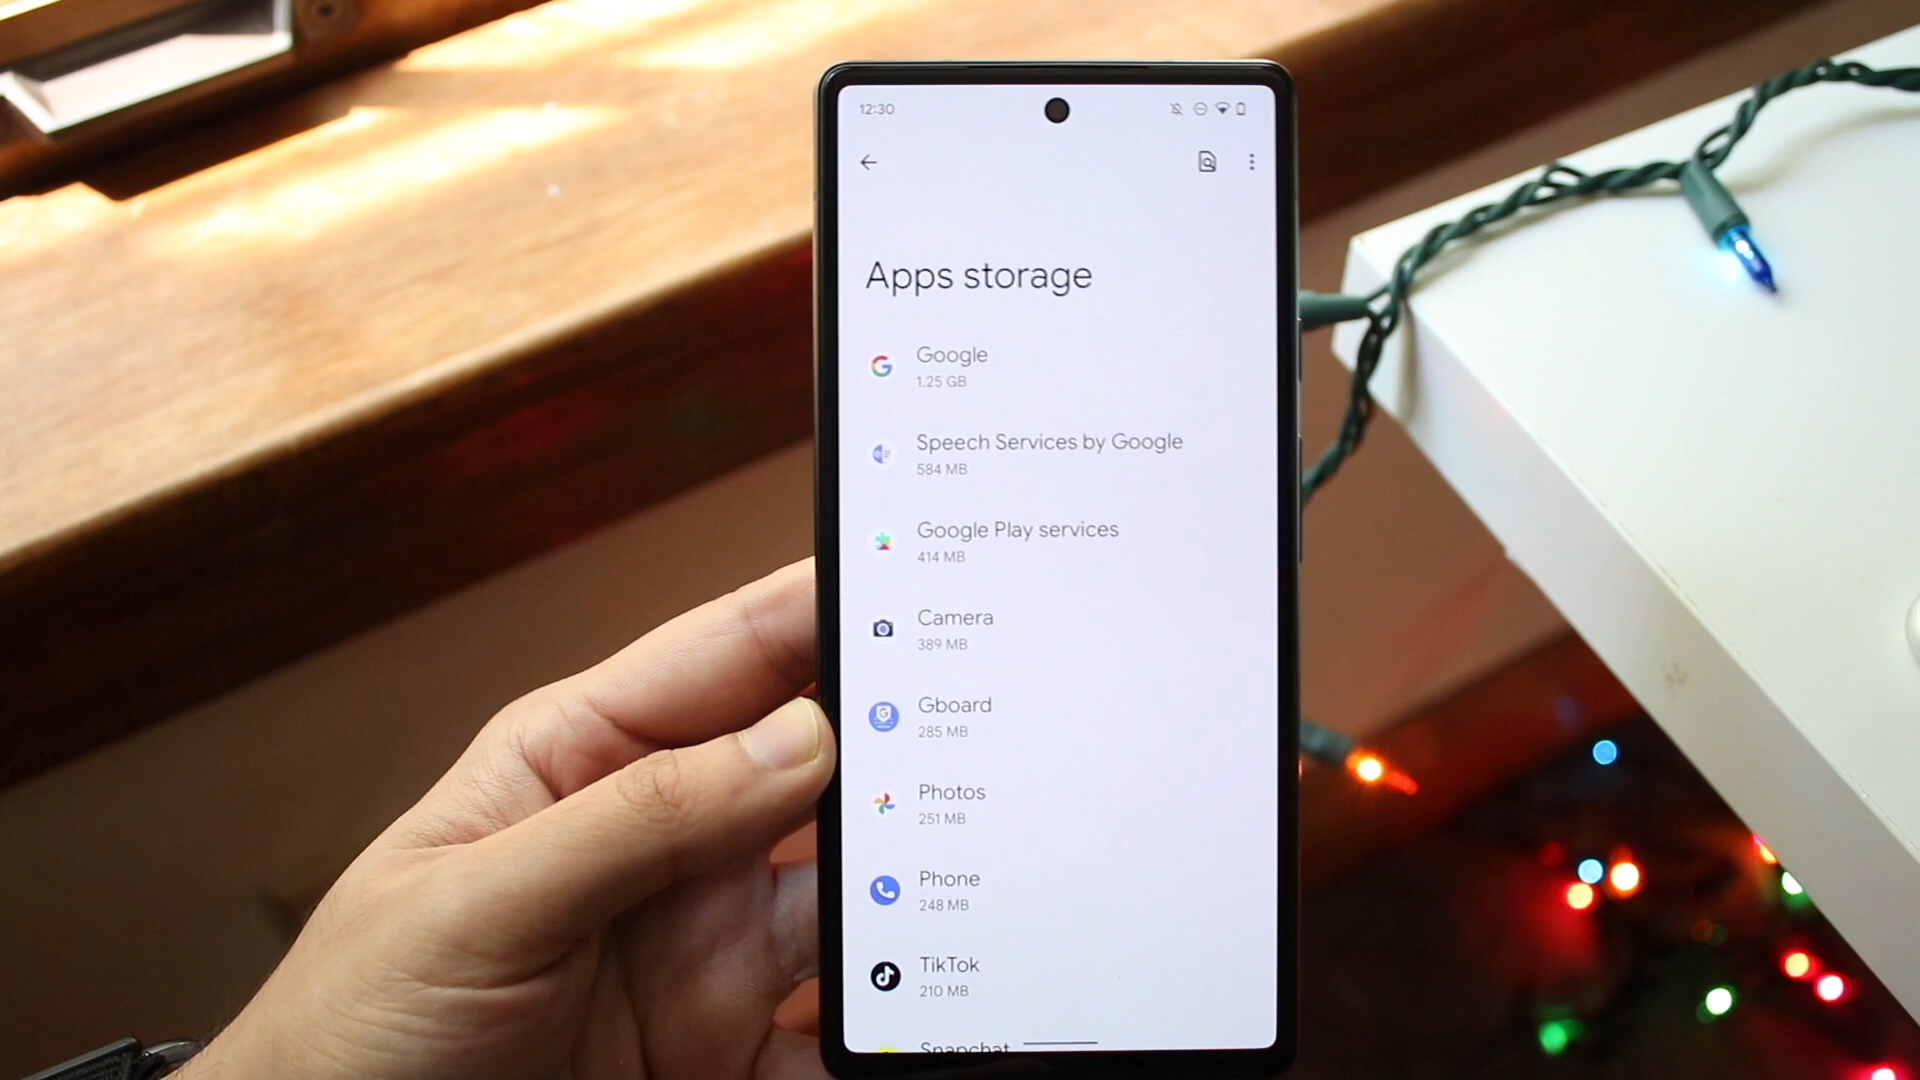 12:30
Apps storage
Google
1.25 GB
Speech Services by Google
584 MB
Google Play services
414 MB
Camera
389 MB
Gboard
285 MB
Photos
251 MB
Phone
248 MB
TikTok
210 MB
Snapchat